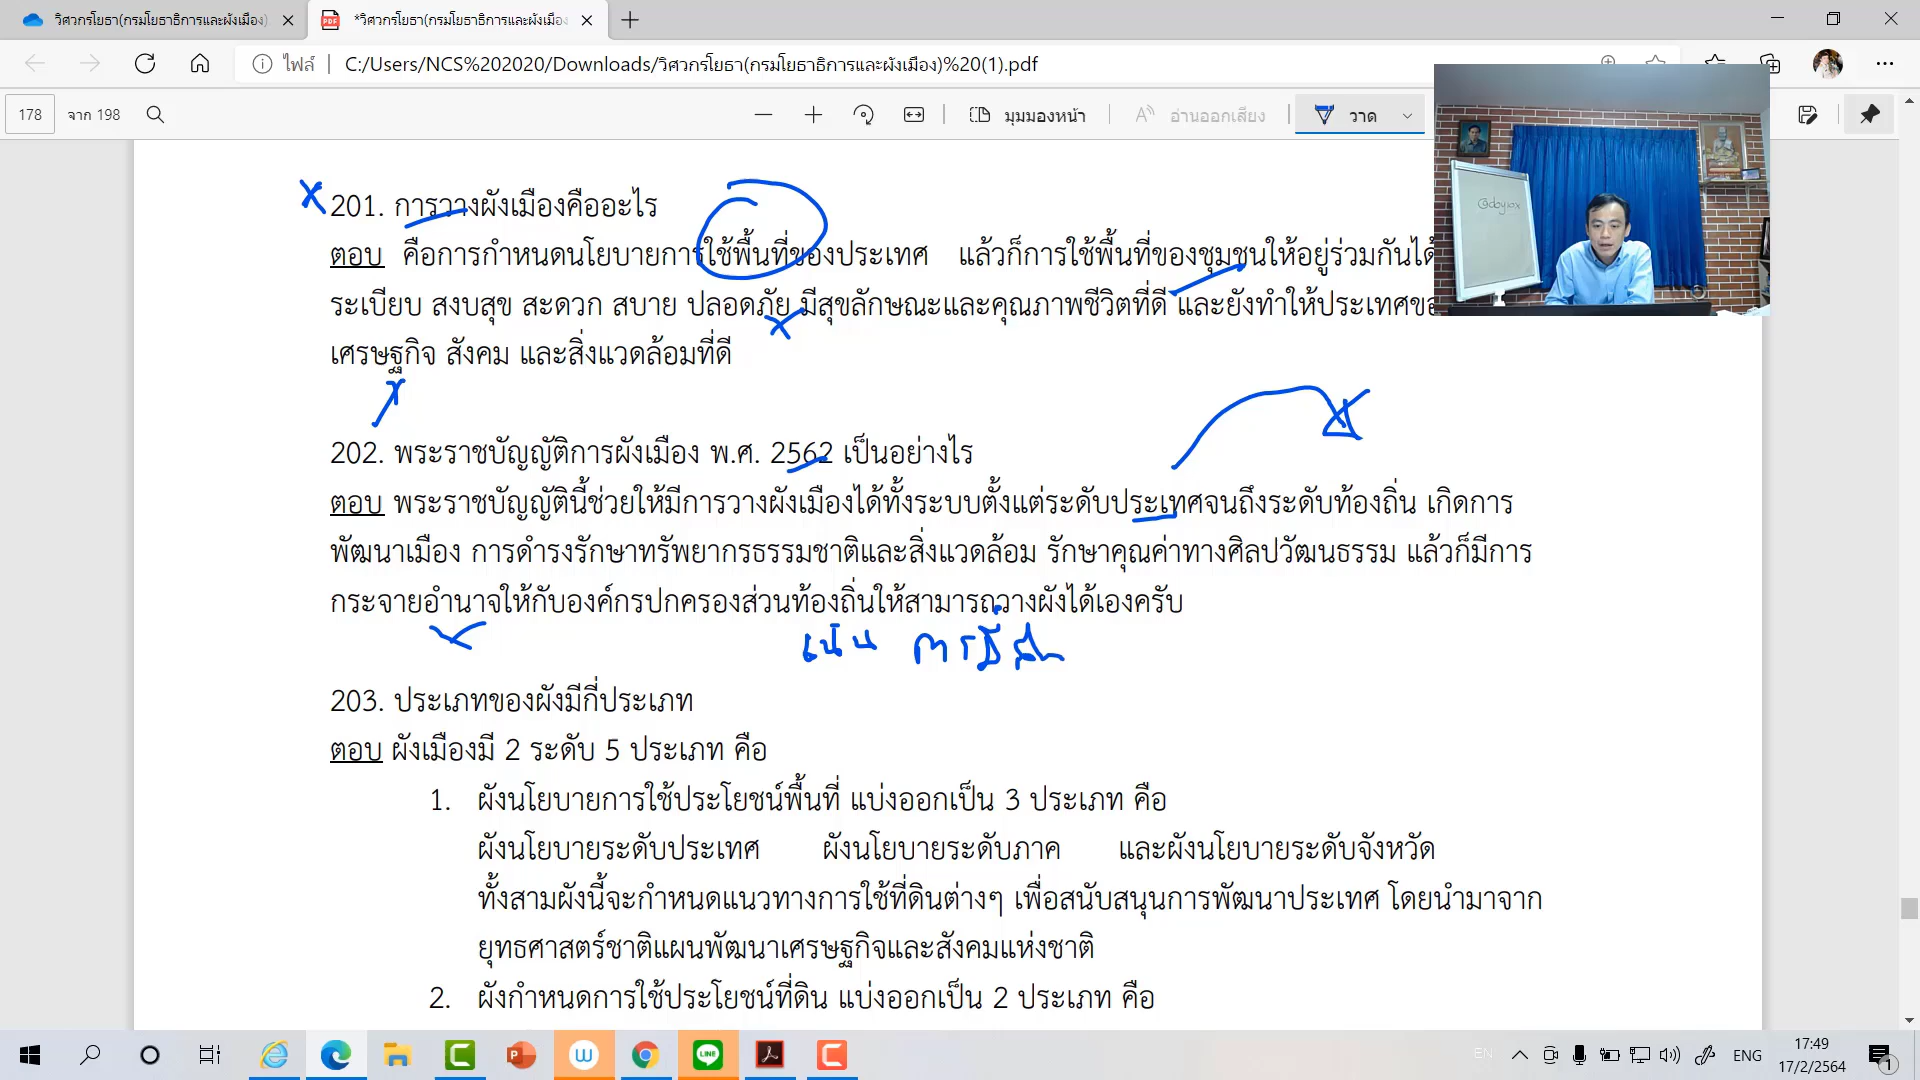 วิศวกรโยธา(กรมโยธาธิการและผังเมือง)
*วิศวกรโยธา(กรมโยธาธิการและผังเมือง
ไฟล์ C:/Users/NCS%202020/Downloads/วิศวกรโยธา(กรมโยธาธิการและผังเมือง)%20(1).pdf
178 จาก 198 มุมมองหน้า อ่านออกเสียง วาด
201. การวางผังเมืองคืออะไร
ตอบ คือการกำหนดนโยบายการใช้พื้นที่ของประเทศ แล้วก็การใช้พื้นที่ของชุมชนให้อยู่ร่วมกันได้
ระเบียบ สงบสุข สะดวก สบาย ปลอดภัย มีสุขลักษณะและคุณภาพชีวิตที่ดี และยังทำให้ประเทศ
เศรษฐกิจ สังคม และสิ่งแวดล้อมที่ดี
202. พระราชบัญญัติการผังเมือง พ.ศ. 2562 เป็นอย่างไร
ตอบ พระราชบัญญัตินี้ช่วยให้มีการวางผังเมืองได้ทั้งระบบตั้งแต่ระดับประเทศจนถึงระดับท้องถิ่น เกิดการ
พัฒนาเมือง การดำรงรักษาทรัพยากรธรรมชาติและสิ่งแวดล้อม รักษาคุณค่าทางศิลปวัฒนธรรม แล้วก็มีการ
กระจายอำนาจให้กับองค์กรปกครองส่วนท้องถิ่นให้สามารถวางผังได้เองครับ
203. ประเภทของผังมีกี่ประเภท
ตอบ ผังเมืองมี 2 ระดับ 5 ประเภท คือ
1. ผังนโยบายการใช้ประโยชน์พื้นที่ แบ่งออกเป็น 3 ประเภท คือ
ผังนโยบายระดับประเทศ ผังนโยบายระดับภาค และผังนโยบายระดับจังหวัด
ทั้งสามผังนี้จะกำหนดแนวทางการใช้ที่ดินต่างๆ เพื่อสนับสนุนการพัฒนาประเทศ โดยนำมาจาก
ยุทธศาสตร์ชาติแผนพัฒนาเศรษฐกิจและสังคมแห่งชาติ
2. ผังกำหนดการใช้ประโยชน์ที่ดิน แบ่งออกเป็น 2 ประเภท คือ
EN ENG 17:49
17/2/2564 1